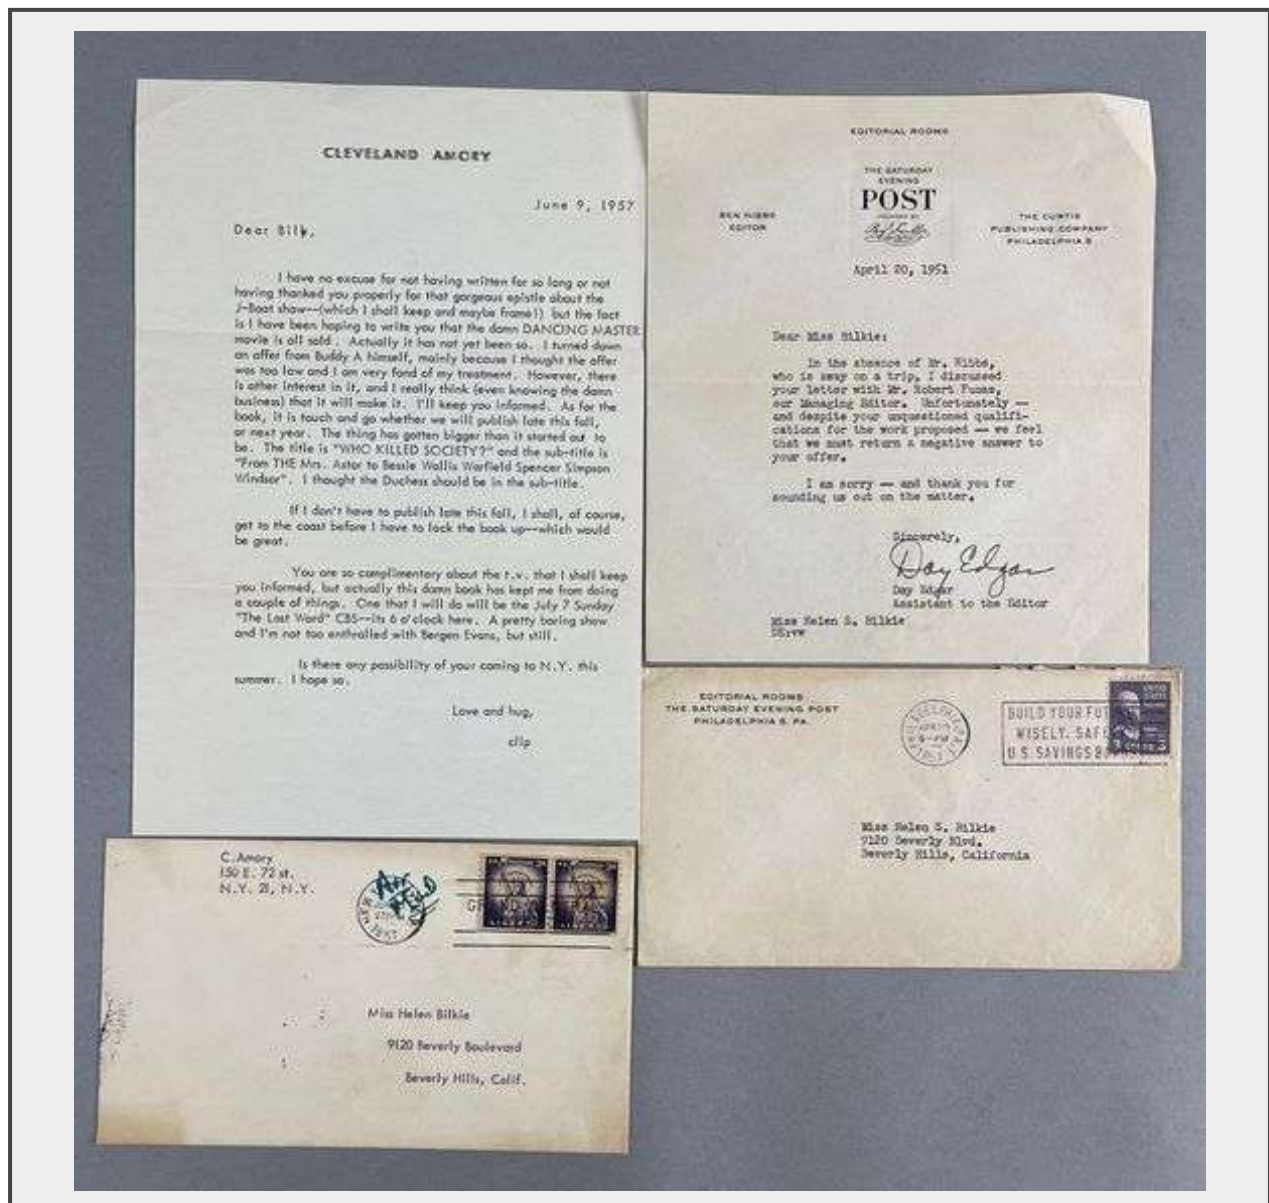 CLEVELAND AMORY
June 9, 1957
Dear Bilk,
I have no excuse for not having written for so long or not
having thanked you properly for that gorgeous epistle about the
J-Boat show--(which I shall keep and maybe frame!) but the fact
is I have been hoping to write you that the damn DANCING MASTER
movie is all sold. Actually it has not yet been so. I turned down
an offer from Buddy A himself, mainly because I thought the offer
was too low and I am very fond of my treatment. However, there
is other interest in it, and I really think (even knowing the damn
business) that it will make it. I'll keep you informed. As for the
book, it is touch and go whether we will publish late this fall,
or next year. The thing has gotten bigger than it started out to
be. The title is "WHO KILLED SOCIETY?" and the sub-title is
"From THE Mrs. Astor to Bessie Wallis Warfield Spencer Simpson
Windsor". I thought the Duchess should be in the sub-title.
If I don't have to publish late this fall, I shall, of course,
get to the coast before I have to lock the book up--which would
be great.
You are so complimentary about the t.v. that I shall keep
you informed, but actually this damn book has kept me from doing
a couple of things. One that I will do will be the July 7 Sunday
"The Last Word" CBS--its 6 o'clock here. A pretty boring show
and I'm not too enthralled with Bergen Evans, but still.
Is there any possibility of your coming to N.Y. this
summer. I hope so.
Love and hug,
clip
EDITORIAL ROOMS
THE SATURDAY
EVENING
POST
BEN HIBBS
EDITOR
THE CURTIS
PUBLISHING COMPANY
PHILADELPHIA 5
April 20, 1951
Dear Miss Bilkie:
In the absence of Mr. Hibbs,
who is away on a trip, I discussed
your letter with Mr. Robert Fuoss,
our Managing Editor. Unfortunately —
and despite your unquestioned qualifi-
cations for the work proposed — we feel
that we must return a negative answer to
your offer.
I am sorry — and thank you for
sounding us out on the matter.
Sincerely,
Day Edgar
Day Edgar
Assistant to the Editor
Miss Helen S. Bilkie
DE:vw
EDITORIAL ROOMS
THE SATURDAY EVENING POST
PHILADELPHIA 5, PA.
BUILD YOUR FUT
WISELY. SAFE
U.S. SAVINGS B
Miss Helen S. Bilkie
9120 Beverly Blvd.
Beverly Hills, California
C. Amory
150 E. 72 st.
N.Y. 21, N.Y.
Air
Miss Helen Bilkie
9120 Beverly Boulevard
Beverly Hills, Calif.